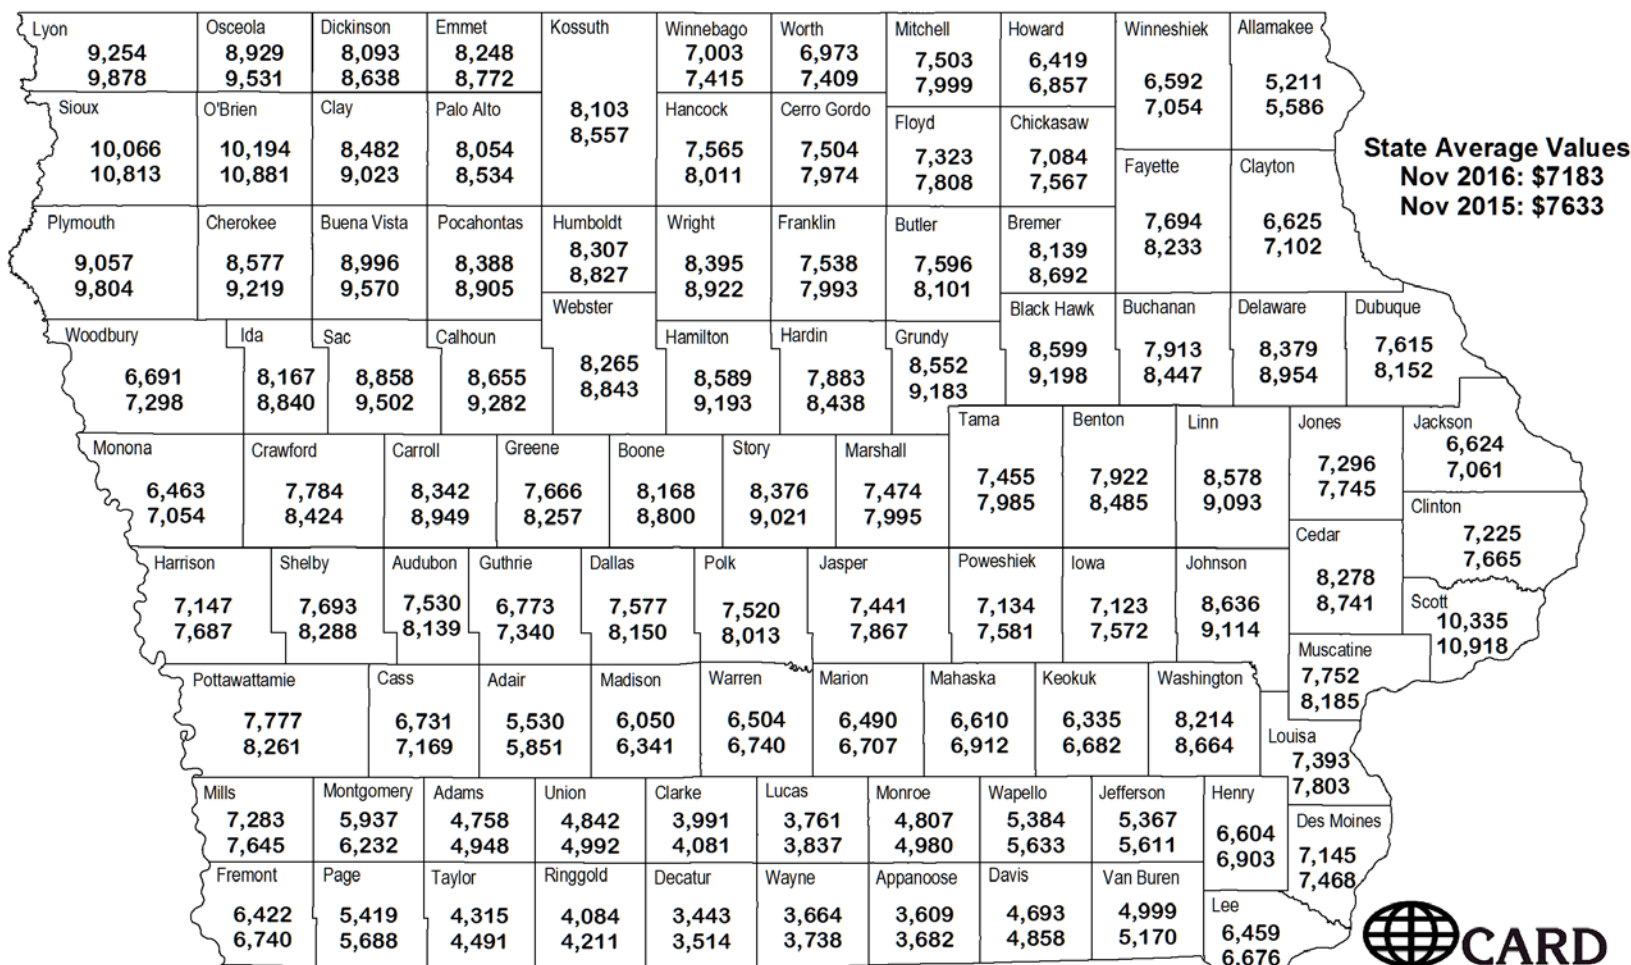 Lyon
9,254
9,878
Osceola
8,929
9,531
Dickinson
8,093
8,638
Emmet
8,248
8,772
Kossuth
8,103
8,557
Winnebago
7,003
7,415
Worth
6,973
7,409
Mitchell
7,503
7,999
Howard
6,419
6,857
Winneshiek
6,592
7,054
Allamakee
5,211
5,586
Sioux
10,066
10,813
O'Brien
10,194
10,881
Clay
8,482
9,023
Palo Alto
8,054
8,534
Hancock
7,565
8,011
Cerro Gordo
7,504
7,974
Floyd
7,323
7,808
Chickasaw
7,084
7,567
Fayette
7,694
8,233
Clayton
6,625
7,102
State Average Values
Nov 2016: $7183
Nov 2015: $7633
Plymouth
9,057
9,804
Cherokee
8,577
9,219
Buena Vista
8,996
9,570
Pocahontas
8,388
8,905
Humboldt
8,307
8,827
Wright
8,395
8,922
Franklin
7,538
7,993
Butler
7,596
8,101
Bremer
8,139
8,692
Woodbury
6,691
7,298
Ida
8,167
8,840
Sac
8,858
9,502
Calhoun
8,655
9,282
Webster
8,265
8,843
Hamilton
8,589
9,193
Hardin
7,883
8,438
Grundy
8,552
9,183
Black Hawk
8,599
9,198
Buchanan
7,913
8,447
Delaware
8,379
8,954
Dubuque
7,615
8,152
Monona
6,463
7,054
Crawford
7,784
8,424
Carroll
8,342
8,949
Greene
7,666
8,257
Boone
8,168
8,800
Story
8,376
9,021
Marshall
7,474
7,995
Tama
7,455
7,985
Benton
7,922
8,485
Linn
8,578
9,093
Jones
7,296
7,745
Jackson
6,624
7,061
Clinton
7,225
7,665
Harrison
7,147
7,687
Shelby
7,693
8,288
Audubon
7,530
8,139
Guthrie
6,773
7,340
Dallas
7,577
8,150
Polk
7,520
8,013
Jasper
7,441
7,867
Poweshiek
7,134
7,581
Iowa
7,123
7,572
Johnson
8,636
9,114
Cedar
8,278
8,741
Scott
10,335
10,918
Muscatine
7,752
8,185
Pottawattamie
7,777
8,261
Cass
6,731
7,169
Adair
5,530
5,851
Madison
6,050
6,341
Warren
6,504
6,740
Marion
6,490
6,707
Mahaska
6,610
6,912
Keokuk
6,335
6,682
Washington
8,214
8,664
Louisa
7,393
7,803
Mills
7,283
7,645
Montgomery
5,937
6,232
Adams
4,758
4,948
Union
4,842
4,992
Clarke
3,991
4,081
Lucas
3,761
3,837
Monroe
4,807
4,980
Wapello
5,384
5,633
Jefferson
5,367
5,611
Henry
6,604
6,903
Des Moines
7,145
7,468
Fremont
6,422
6,740
Page
5,419
5,688
Taylor
4,315
4,491
Ringgold
4,084
4,211
Decatur
3,443
3,514
Wayne
3,664
3,738
Appanoose
3,609
3,682
Davis
4,693
4,858
Van Buren
4,999
5,170
Lee
6,459
6,676
CARD